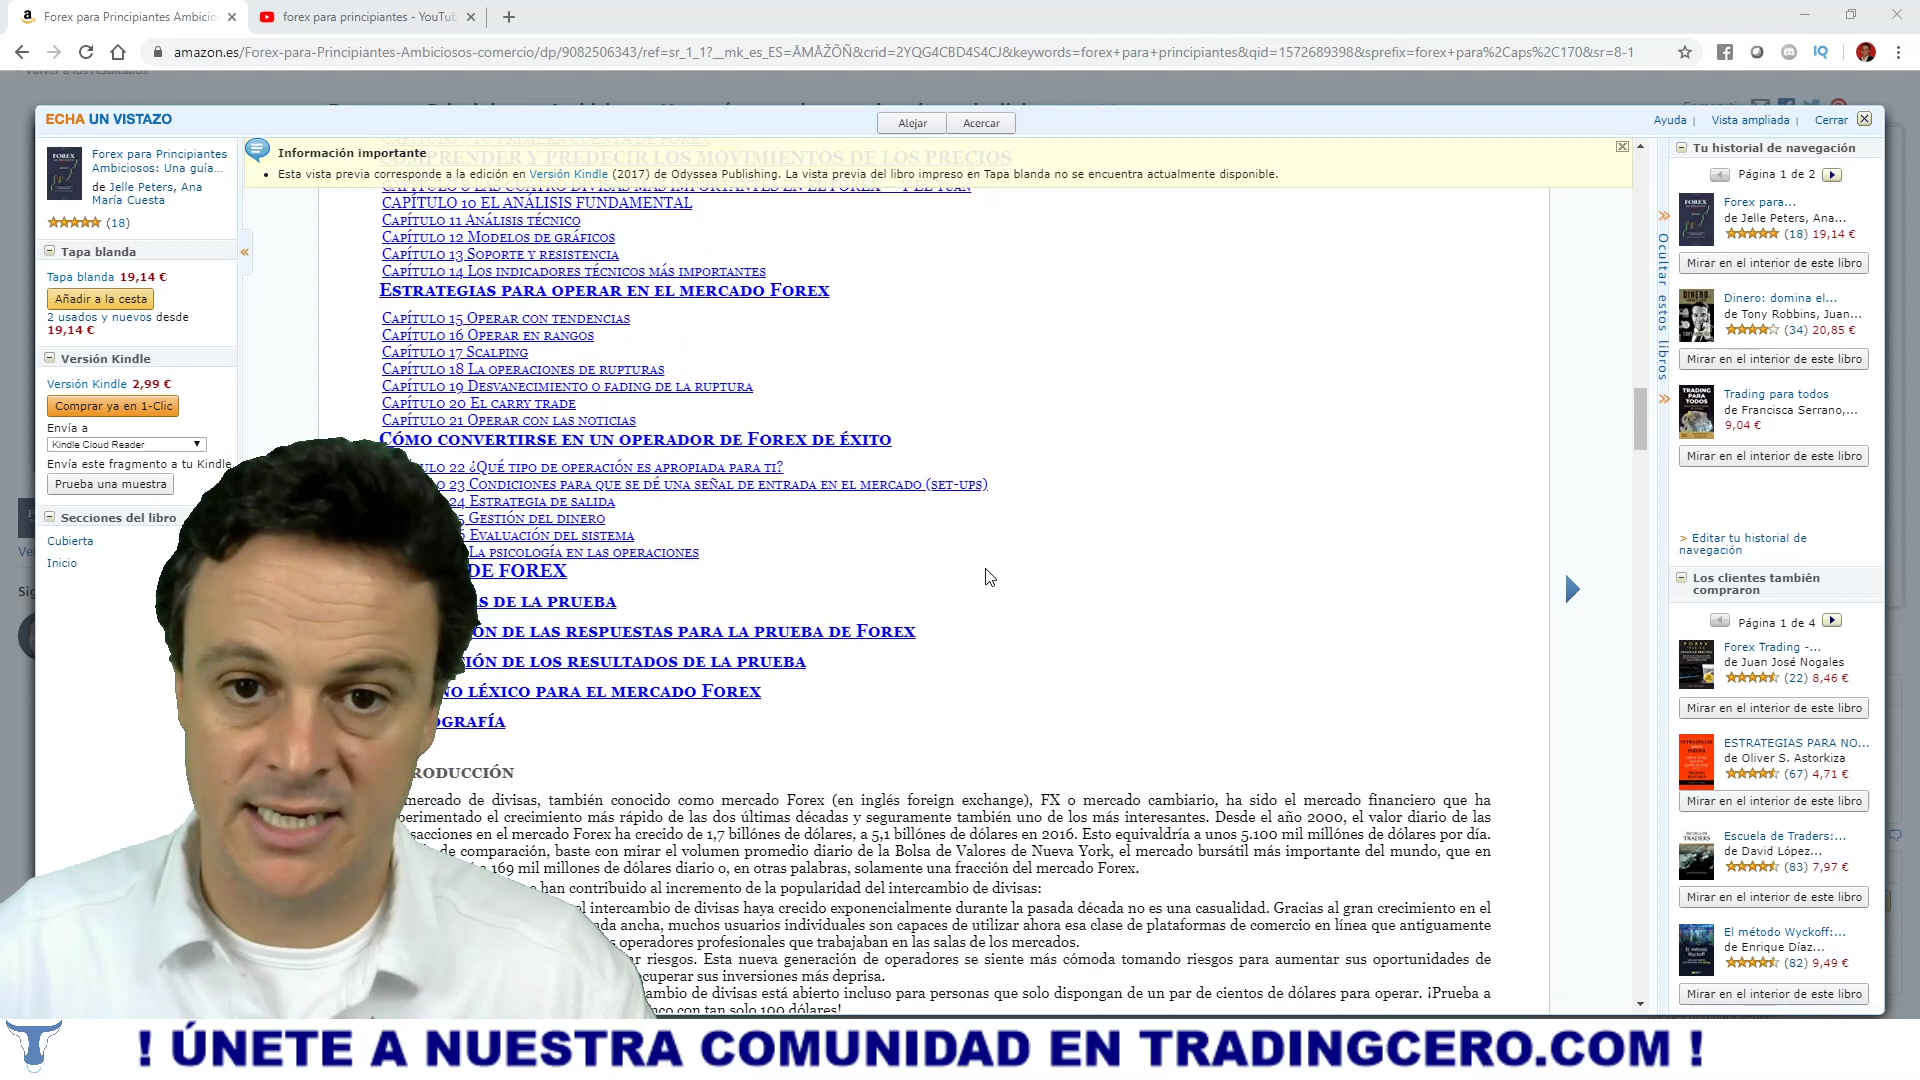 Forex para Principiantes Ambicio
forex para principiantes - YouTub
amazon.es/Forex-para-Principiantes-Ambiciosos-comercio/dp/9082506343/ref=sr_1_1?__mk_es_ES=ÅMÅŽÕÑ&crid=2YQG4CBD4S4CJ&keywords=forex+para+principiantes&qid=1572689398&sprefix=forex+para%2Caps%2C170&sr=8-1
ECHA UN VISTAZO
Alejar
Acercar
Ayuda |
Vista ampliada |
Cerrar
Forex para Principiantes
Ambiciosos: Una guía...
de Jelle Peters, Ana
María Cuesta
(18)
Tapa blanda
Tapa blanda 19,14 €
Añadir a la cesta
2 usados y nuevos desde
19,14 €
Versión Kindle
Versión Kindle 2,99 €
Comprar ya en 1-Clic
Envía a
Kindle Cloud Reader
Envía este fragmento a tu Kindle
Prueba una muestra
Secciones del libro
Cubierta
Inicio
Información importante
Esta vista previa corresponde a la edición en Versión Kindle (2017) de Odyssea Publishing. La vista previa del libro impreso en Tapa blanda no se encuentra actualmente disponible.
COMPRENDER Y PREDECIR LOS MOVIMIENTOS DE LOS PRECIOS
CAPÍTULO 10 EL ANÁLISIS FUNDAMENTAL
CAPÍTULO 11 ANÁLISIS TÉCNICO
CAPÍTULO 12 MODELOS DE GRÁFICOS
CAPÍTULO 13 SOPORTE Y RESISTENCIA
CAPÍTULO 14 LOS INDICADORES TÉCNICOS MÁS IMPORTANTES
ESTRATEGIAS PARA OPERAR EN EL MERCADO FOREX
CAPÍTULO 15 OPERAR CON TENDENCIAS
CAPÍTULO 16 OPERAR EN RANGOS
CAPÍTULO 17 SCALPING
CAPÍTULO 18 LA OPERACIONES DE RUPTURAS
CAPÍTULO 19 DESVANECIMIENTO O FADING DE LA RUPTURA
CAPÍTULO 20 EL CARRY TRADE
CAPÍTULO 21 OPERAR CON LAS NOTICIAS
CÓMO CONVERTIRSE EN UN OPERADOR DE FOREX DE ÉXITO
ULO 22 ¿QUÉ TIPO DE OPERACIÓN ES APROPIADA PARA TI?
O 23 CONDICIONES PARA QUE SE DÉ UNA SEÑAL DE ENTRADA EN EL MERCADO (SET-UPS)
24 ESTRATEGIA DE SALIDA
GESTIÓN DEL DINERO
EVALUACIÓN DEL SISTEMA
LA PSICOLOGÍA EN LAS OPERACIONES
DE FOREX
S DE LA PRUEBA
ÓN DE LAS RESPUESTAS PARA LA PRUEBA DE FOREX
IÓN DE LOS RESULTADOS DE LA PRUEBA
NO LÉXICO PARA EL MERCADO FOREX
OGRAFÍA
RODUCCIÓN
mercado de divisas, también conocido como mercado Forex (en inglés foreign exchange), FX o mercado cambiario, ha sido el mercado financiero que ha
perimentado el crecimiento más rápido de las dos últimas décadas y seguramente también uno de los más interesantes. Desde el año 2000, el valor diario de las
sacciones en el mercado Forex ha crecido de 1,7 billónes de dólares, a 5,1 billónes de dólares en 2016. Esto equivaldría a unos 5.100 mil millónes de dólares por día.
de comparación, baste con mirar el volumen promedio diario de la Bolsa de Valores de Nueva York, el mercado bursátil más importante del mundo, que en
169 mil millones de dólares diario o, en otras palabras, solamente una fracción del mercado Forex.
e han contribuido al incremento de la popularidad del intercambio de divisas:
el intercambio de divisas haya crecido exponencialmente durante la pasada década no es una casualidad. Gracias al gran crecimiento en el
da ancha, muchos usuarios individuales son capaces de utilizar ahora esa clase de plataformas de comercio en línea que antiguamente
s operadores profesionales que trabajaban en las salas de los mercados.
ar riesgos. Esta nueva generación de operadores se siente más cómoda tomando riesgos para aumentar sus oportunidades de
cuperar sus inversiones más deprisa.
ambio de divisas está abierto incluso para personas que solo dispongan de un par de cientos de dólares para operar. ¡Prueba a
nco con tan solo 100 dólares!
Ocultar estos libros
Tu historial de navegación
Página 1 de 2
Forex para...
de Jelle Peters, Ana...
(18) 19,14 €
Mirar en el interior de este libro
Dinero: domina el...
de Tony Robbins, Juan...
(34) 20,85 €
Mirar en el interior de este libro
Trading para todos
de Francisca Serrano,...
9,04 €
Mirar en el interior de este libro
> Editar tu historial de
navegación
Los clientes también
compraron
Página 1 de 4
Forex Trading -...
de Juan José Nogales
(22) 8,46 €
Mirar en el interior de este libro
ESTRATEGIAS PARA NO...
de Oliver S. Astorkiza
(67) 4,71 €
Mirar en el interior de este libro
Escuela de Traders:...
de David López...
(83) 7,97 €
Mirar en el interior de este libro
El método Wyckoff:...
de Enrique Díaz...
(82) 9,49 €
Mirar en el interior de este libro
! ÚNETE A NUESTRA COMUNIDAD EN TRADINGCERO.COM !